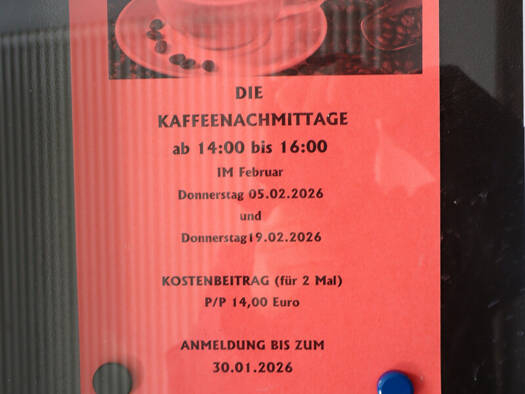 DIE
KAFFEENACHMITTAGE
ab 14:00 bis 16:00
IM Februar
Donnerstag 05.02.2026
und
Donnerstag19.02.2026
KOSTENBEITRAG (für 2 Mal)
P/P 14,00 Euro
ANMELDUNG BIS ZUM
30.01.2026